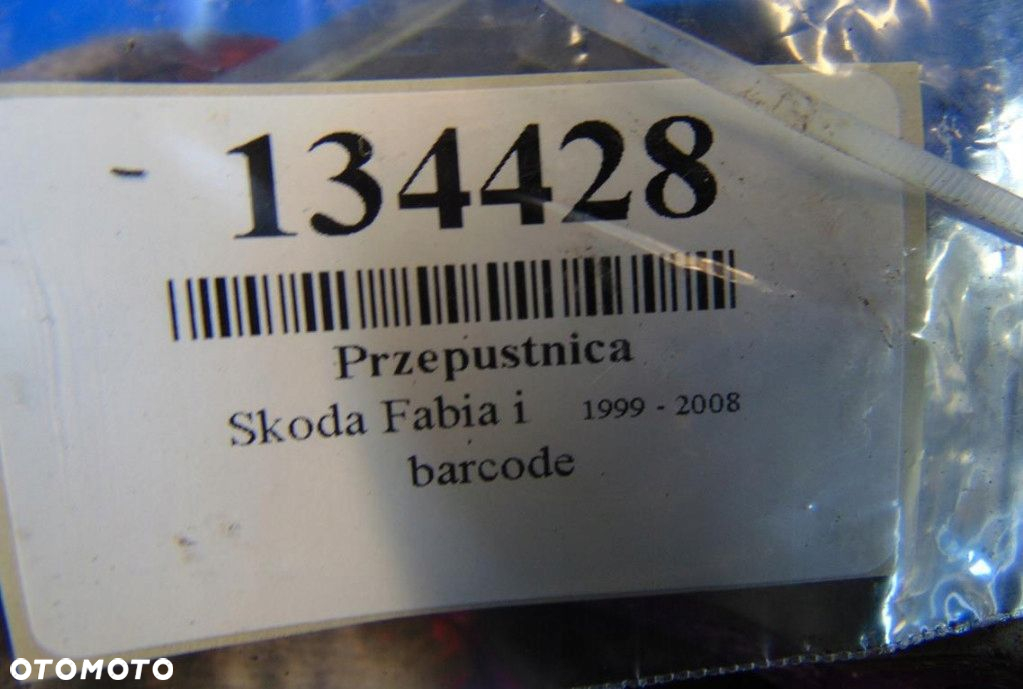 134428
Przepustnica
Skoda Fabia i 1999 - 2008
barcode
OTOMOTO